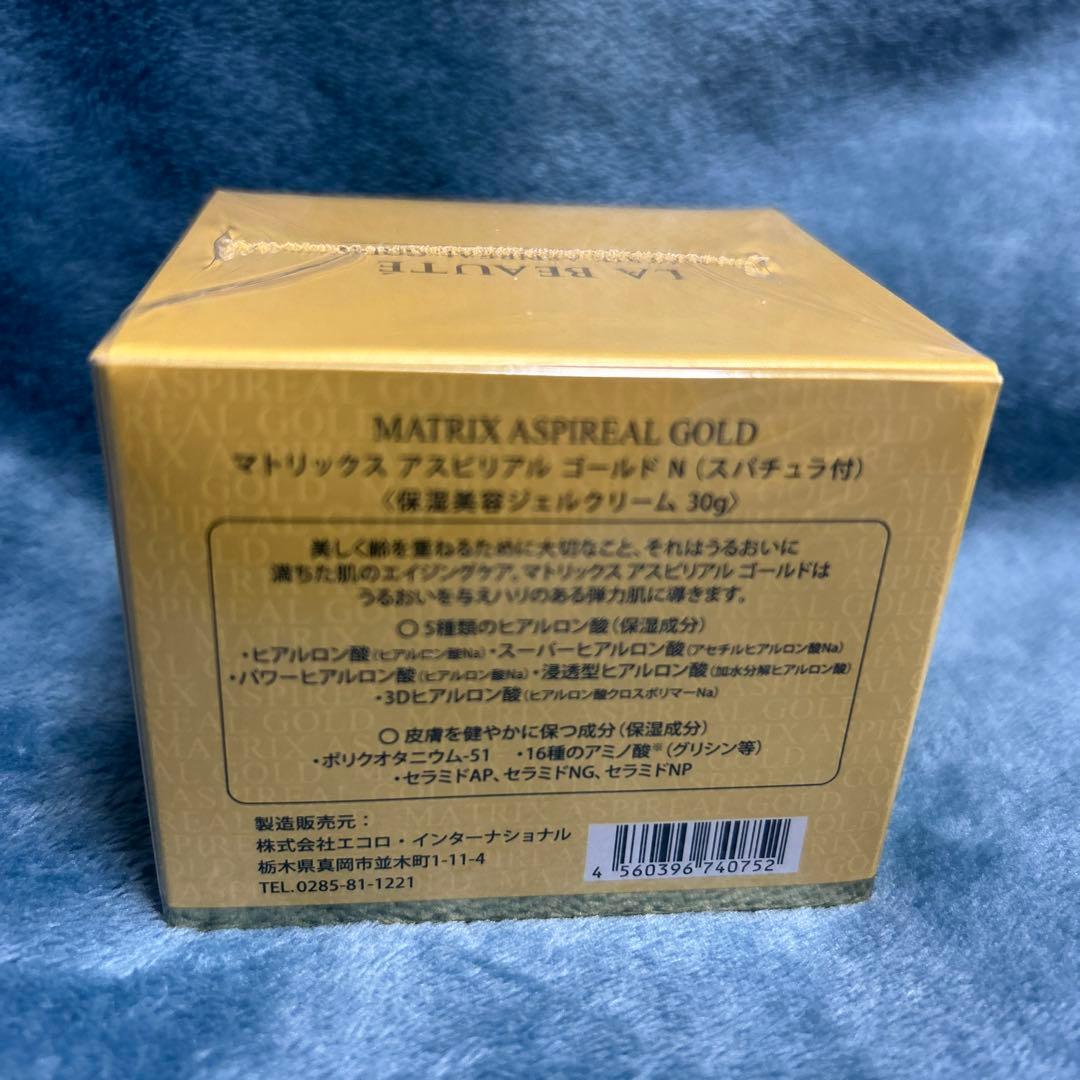 LA BEAUTÉ
MATRIX ASPIREAL GOLD
マトリックス アスピリアル ゴールド N (スパチュラ付)
〈保湿美容ジェルクリーム 30g〉
美しく齢を重ねるために大切なこと、それはうるおいに
満ちた肌のエイジングケア。マトリックス アスピリアル ゴールドは
うるおいを与えハリのある弾力肌に導きます。
○ 5種類のヒアルロン酸(保湿成分)
・ヒアルロン酸(ヒアルロン酸Na)・スーパーヒアルロン酸(アセチルヒアルロン酸Na)
・パワーヒアルロン酸(ヒアルロン酸Na)・浸透型ヒアルロン酸(加水分解ヒアルロン酸)
・3Dヒアルロン酸(ヒアルロン酸クロスポリマーNa)
○ 皮膚を健やかに保つ成分(保湿成分)
・ポリクオタニウム-51 ・16種のアミノ酸※(グリシン等)
・セラミドAP、セラミドNG、セラミドNP
製造販売元:
株式会社エコロ・インターナショナル
栃木県真岡市並木町1-11-4
TEL.0285-81-1221
4 560396 740752